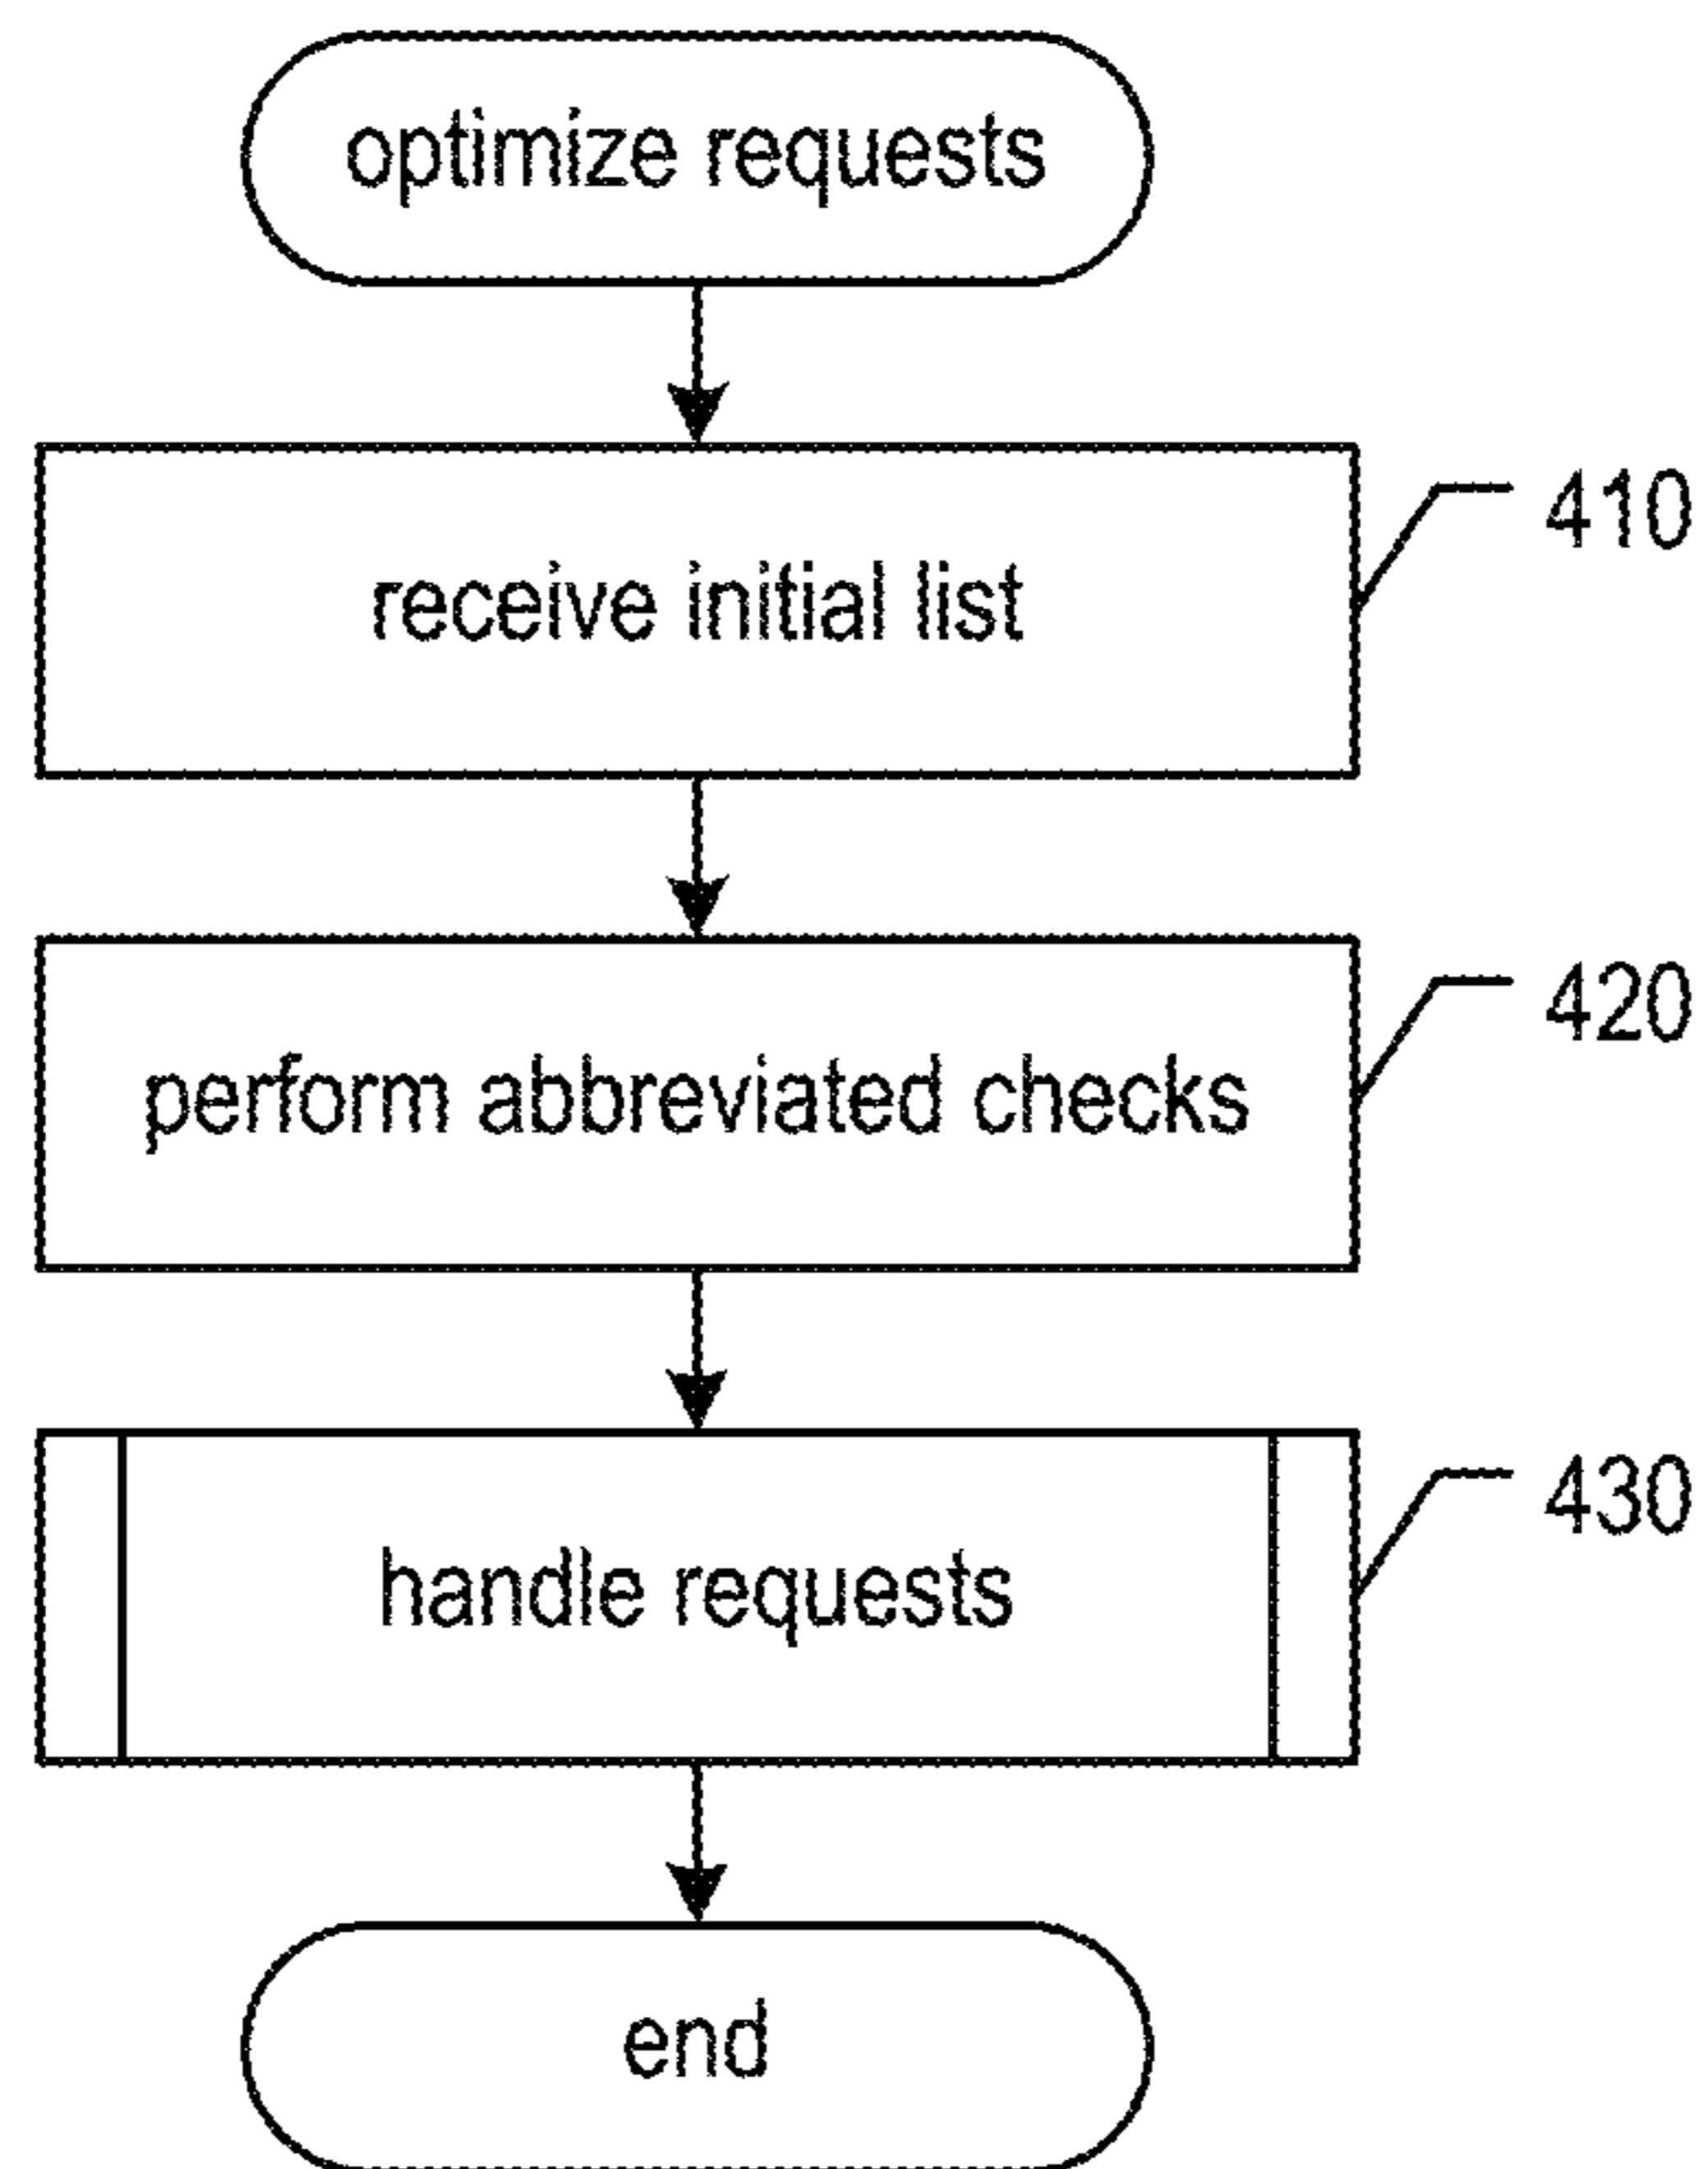 optimize requests
receive initial list
410
perform abbreviated checks
420
handle requests
430
end